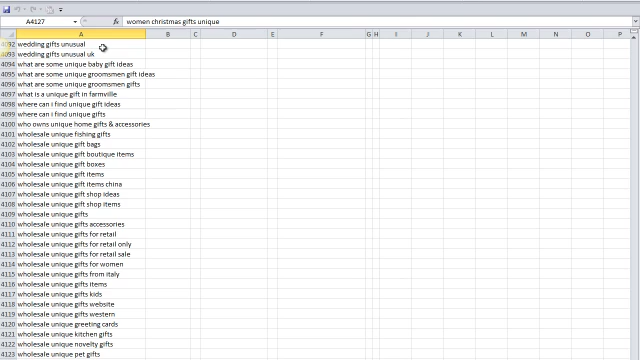 A4127 fx women christmas gifts unique
A B C D E F G H I J K L M N O P
4092 wedding gifts unusual
4093 wedding gifts unusual uk
4094 what are some unique baby gift ideas
4095 what are some unique groomsmen gift ideas
4096 what are some unique groomsmen gifts
4097 what is a unique gift in farmville
4098 where can i find unique gift ideas
4099 where can i find unique gifts
4100 who owns unique home gifts & accessories
4101 wholesale unique fishing gifts
4102 wholesale unique gift bags
4103 wholesale unique gift boutique items
4104 wholesale unique gift boxes
4105 wholesale unique gift items
4106 wholesale unique gift items china
4107 wholesale unique gift shop ideas
4108 wholesale unique gift shop items
4109 wholesale unique gifts
4110 wholesale unique gifts accessories
4111 wholesale unique gifts for retail
4112 wholesale unique gifts for retail only
4113 wholesale unique gifts for retail sale
4114 wholesale unique gifts for women
4115 wholesale unique gifts from italy
4116 wholesale unique gifts items
4117 wholesale unique gifts kids
4118 wholesale unique gifts website
4119 wholesale unique gifts western
4120 wholesale unique greeting cards
4121 wholesale unique kitchen gifts
4122 wholesale unique novelty gifts
4123 wholesale unique pet gifts